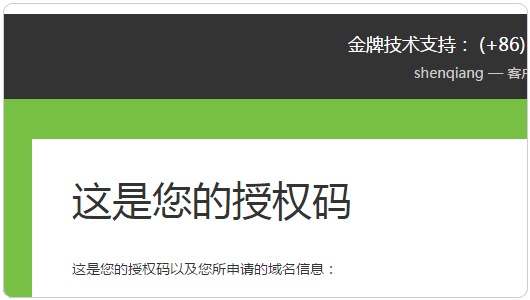 金牌技术支持： (+86)
shenqiang — 客
这是您的授权码
这是您的授权码以及您所申请的域名信息：